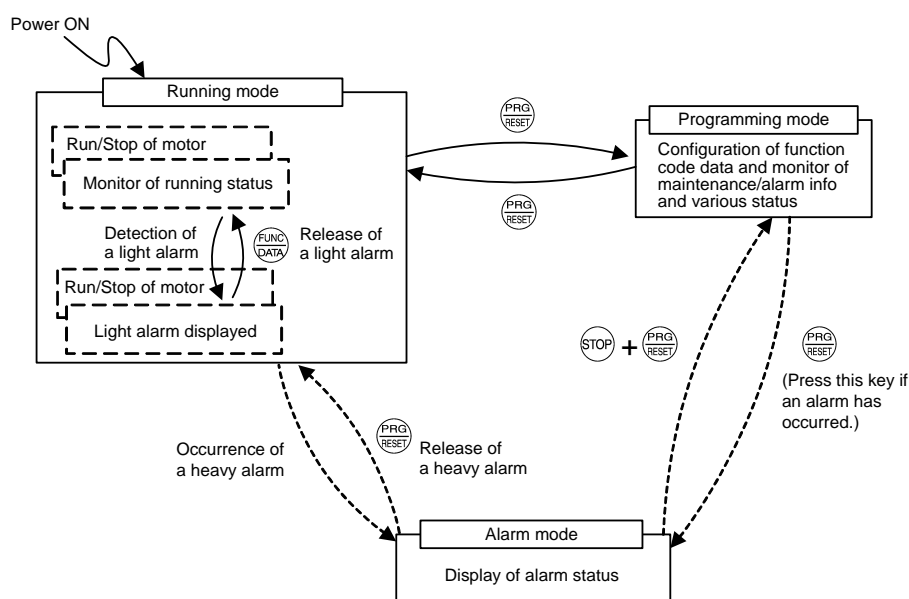 Power ON
Running mode
Run/Stop of motor
Monitor of running status
Detection of
a light alarm
FUNC
DATA
Release of
a light alarm
Run/Stop of motor
Light alarm displayed
PRG
RESET
PRG
RESET
Programming mode
Configuration of function
code data and monitor of
maintenance/alarm info
and various status
STOP + PRG
RESET
PRG
RESET
(Press this key if
an alarm has
occurred.)
Occurrence of
a heavy alarm
PRG
RESET
Release of
a heavy alarm
Alarm mode
Display of alarm status